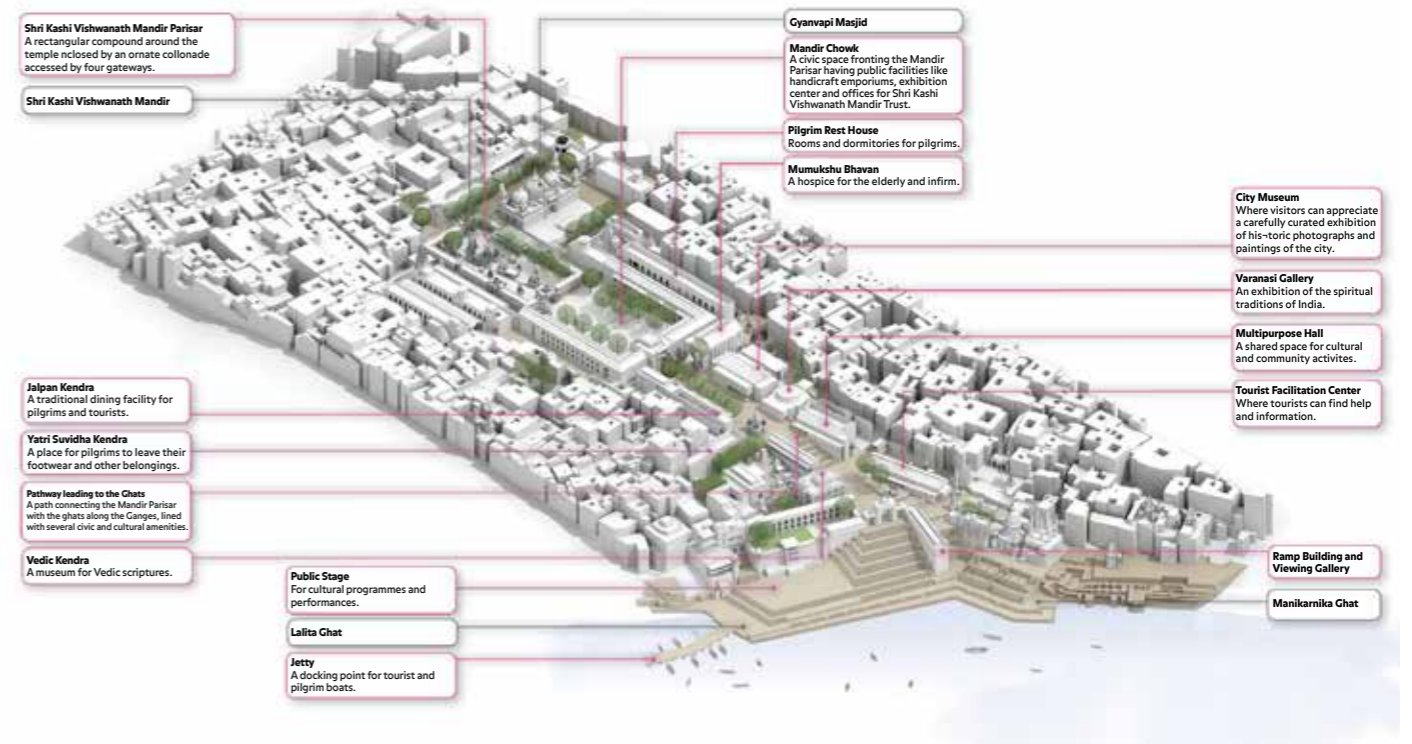 Shri Kashi Vishwanath Mandir Parisar
A rectangular compound around the
temple nclosed by an ornate collonade
accessed by four gateways.
Shri Kashi Vishwanath Mandir
Gyanvapi Masjid
Mandir Chowk
A civic space fronting the Mandir
Parisar having public facilities like
handicraft emporiums, exhibition
center and offices for Shri Kashi
Vishwanath Mandir Trust.
Pilgrim Rest House
Rooms and dormitories for pilgrims.
Mumukshu Bhavan
A hospice for the elderly and infirm.
City Museum
Where visitors can appreciate
a carefully curated exhibition
of his¬toric photographs and
paintings of the city.
Varanasi Gallery
An exhibition of the spiritual
traditions of India.
Multipurpose Hall
A shared space for cultural
and community activites.
Tourist Facilitation Center
Where tourists can find help
and information.
Jalpan Kendra
A traditional dining facility for
pilgrims and tourists.
Yatri Suvidha Kendra
A place for pilgrims to leave their
footwear and other belongings.
Pathway leading to the Ghats
A path connecting the Mandir Parisar
with the ghats along the Ganges, lined
with several civic and cultural amenities.
Vedic Kendra
A museum for Vedic scriptures.
Public Stage
For cultural programmes and
performances.
Lalita Ghat
Jetty
A docking point for tourist and
pilgrim boats.
Ramp Building and
Viewing Gallery
Manikarnika Ghat